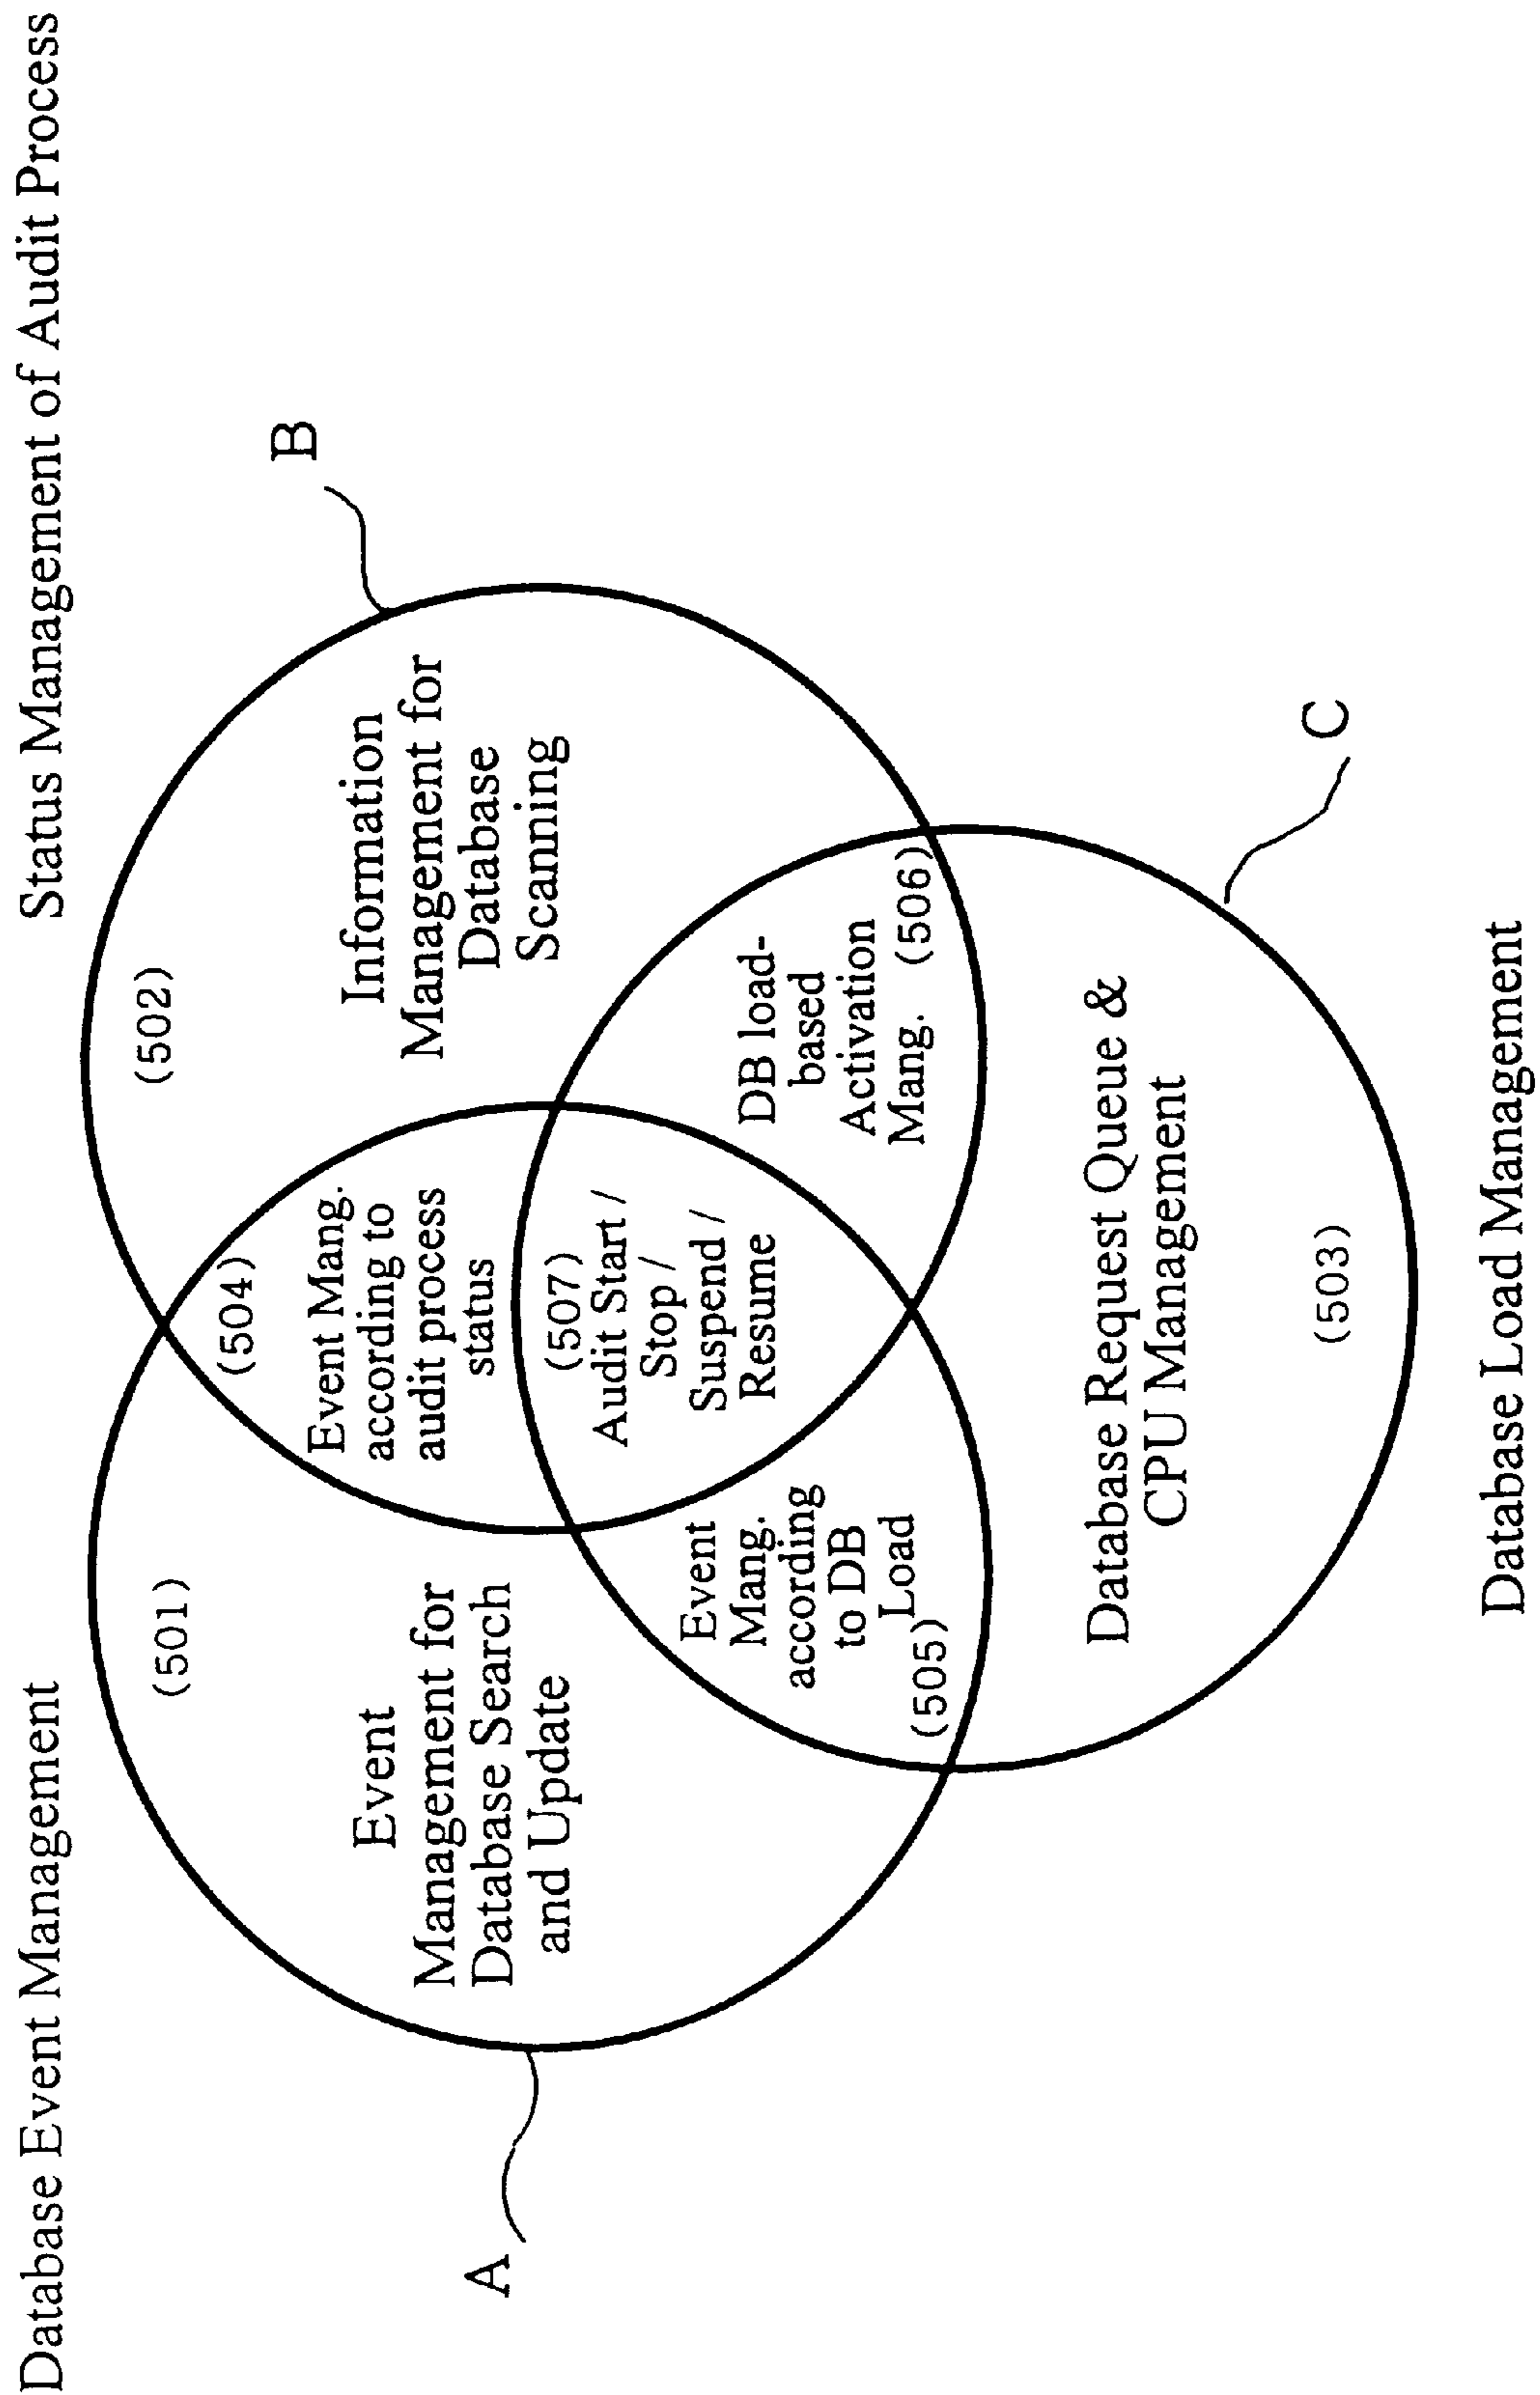 Database Event Management
Status Management of Audit Process
A
B
(501)
Event
Management for
Database Search
and Update
(502)
Information
Management for
Database
Scanning
(504)
Event Mang.
according to
audit process
status
(507)
Audit Start /
Stop /
Suspend /
Resume
Event
Mang.
according
to DB
Load
(505)
DB load-
based
Activation
Mang. (506)
C
Database Request Queue &
CPU Management
(503)
Database Load Management